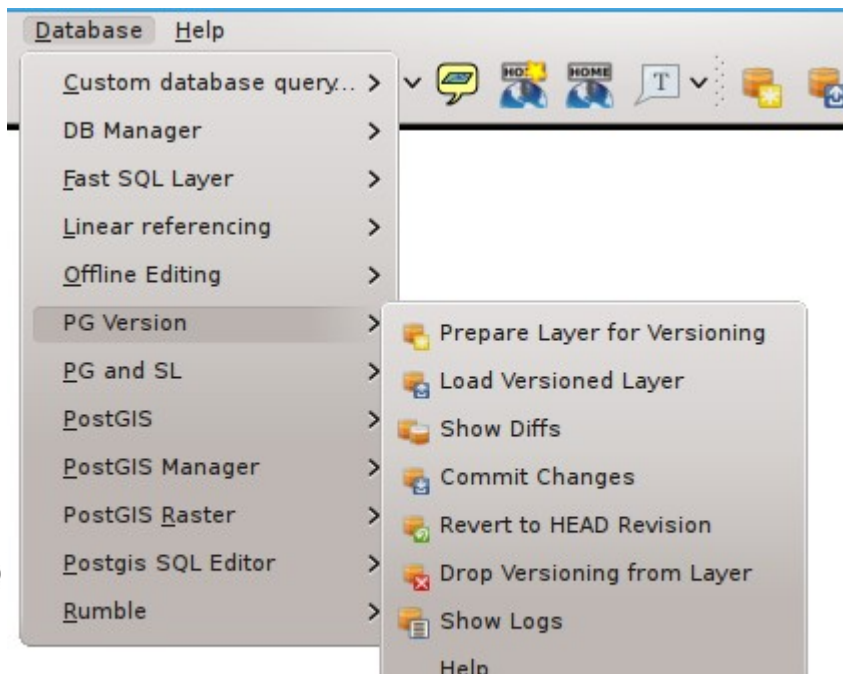 Database Help
Custom database query...
DB Manager
Fast SQL Layer
Linear referencing
Offline Editing
PG Version
PG and SL
PostGIS
PostGIS Manager
PostGIS Raster
Postgis SQL Editor
Rumble
HOME
T
Prepare Layer for Versioning
Load Versioned Layer
Show Diffs
Commit Changes
Revert to HEAD Revision
Drop Versioning from Layer
Show Logs
Help